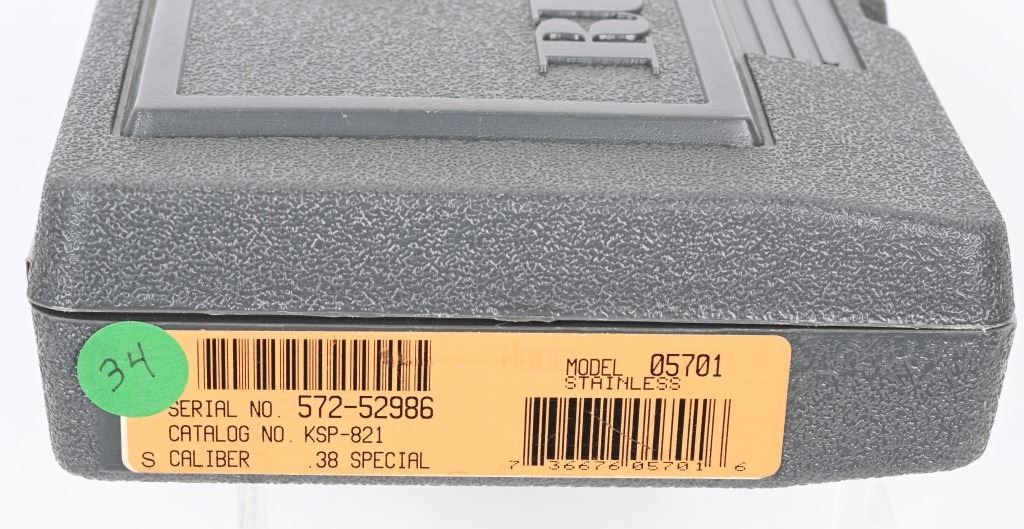 RU
34
MODEL 05701
STAINLESS
SERIAL NO. 572-52986
CATALOG NO. KSP-821
S CALIBER .38 SPECIAL
7 36676 05701 6